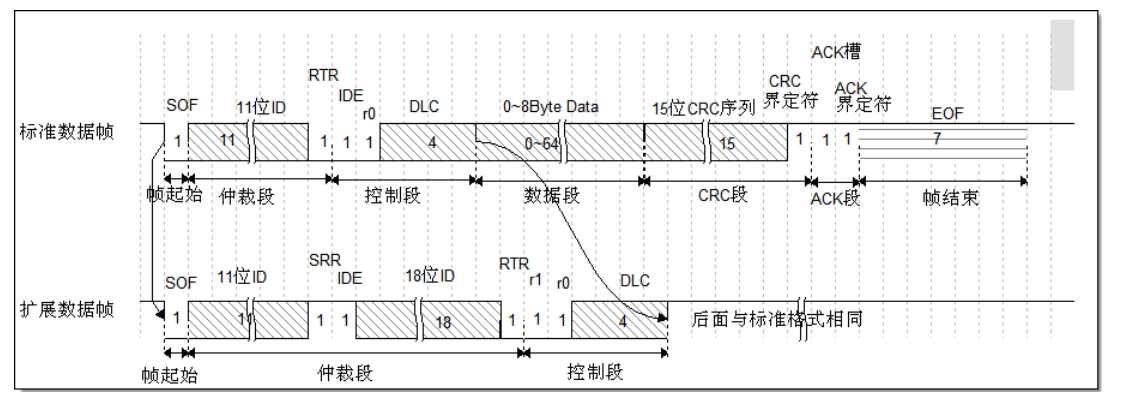 ACK槽
RTR
CRC
ACK
SOF 11位ID IDE r0 DLC 0~8Byte Data 15位CRC序列 界定符 界定符 EOF
标准数据帧 1 11 1 1 1 4 0~64 15 1 1 1 7
帧起始 仲裁段 控制段 数据段 CRC段 ACK段 帧结束
SRR RTR
SOF 11位ID IDE 18位ID r1 r0 DLC
扩展数据帧 1 11 1 1 18 1 1 1 4 后面与标准格式相同
帧起始 仲裁段 控制段